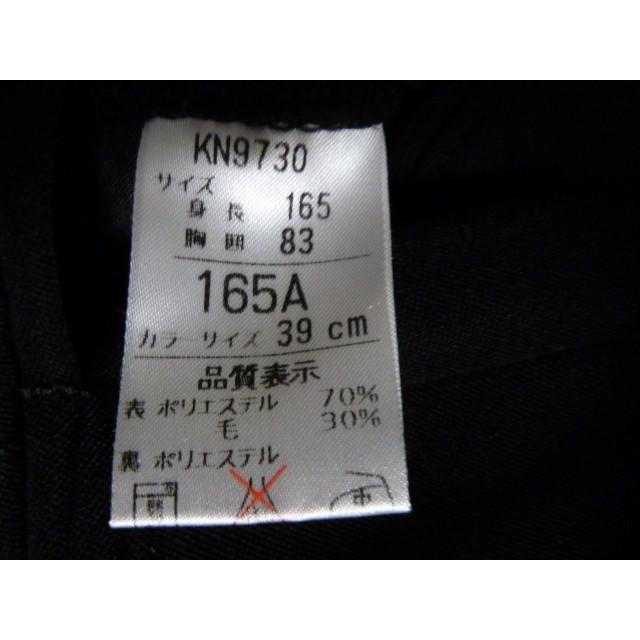 KN9730
サイズ
身長 165
胸囲 83
165A
カラーサイズ 39 cm
品質表示
表 ポリエステル 70%
毛 30%
裏 ポリエステル
中